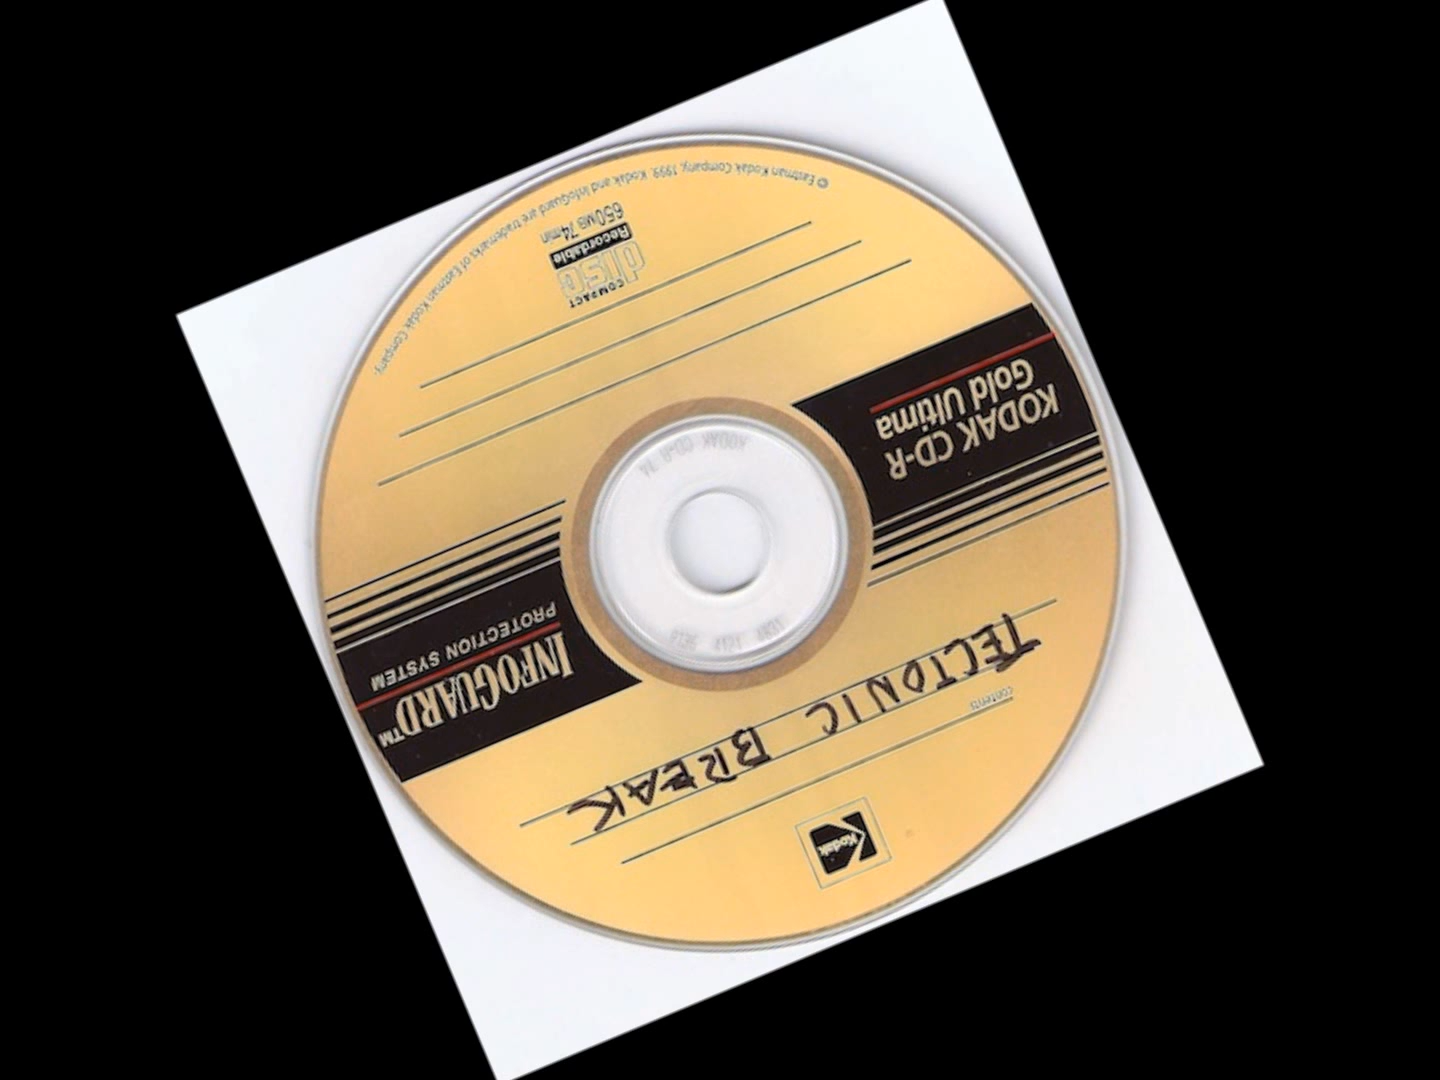 Kodak
contents
TECTONIC BREAK
KODAK CD-R
Gold Ultima
INFOGUARD™
PROTECTION SYSTEM
KODAK CD-R 74
COMPACT
disc
Recordable
650MB 74min
© Eastman Kodak Company, 1999. Kodak and InfoGuard are trademarks of Eastman Kodak Company.